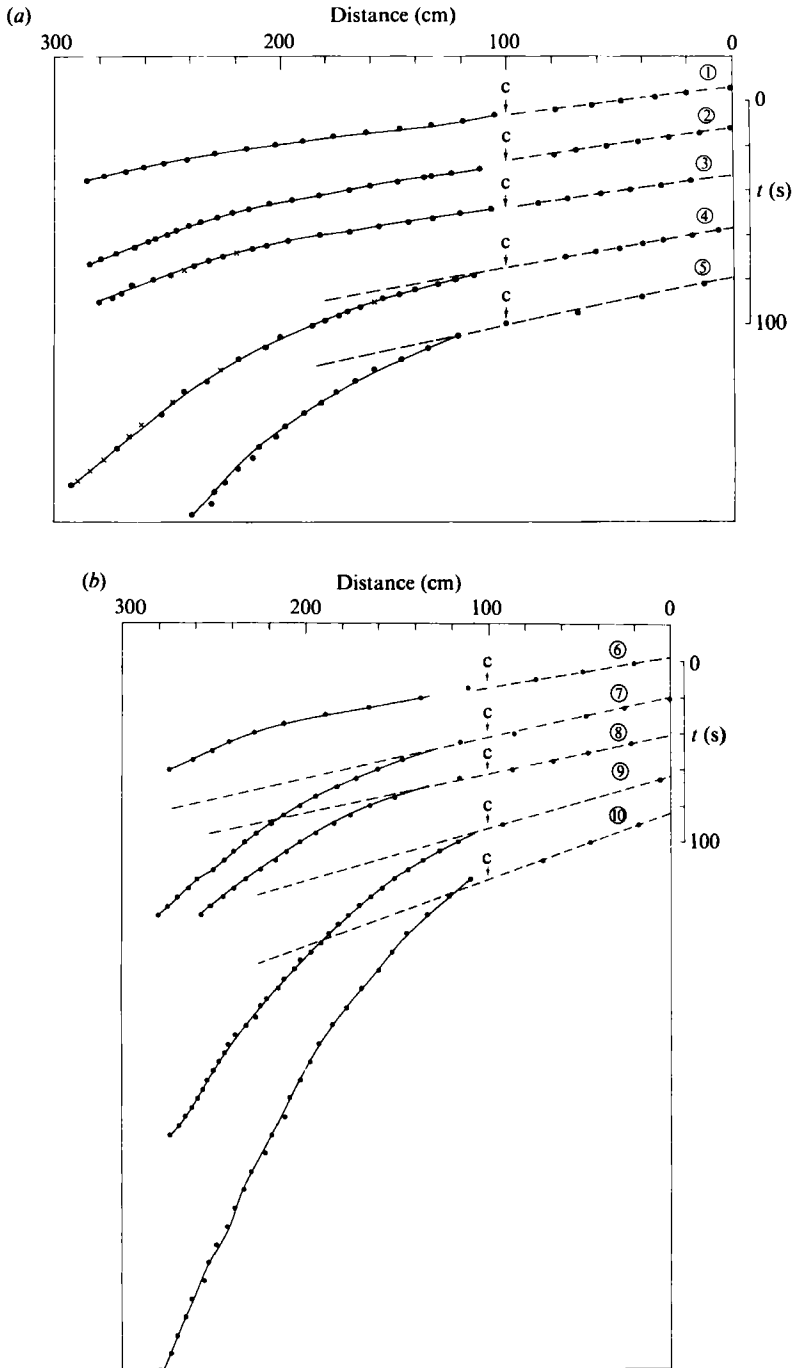 (a)
Distance (cm)
300 200 100 0
c ①
0
c ②
c ③
t (s)
c ④
c ⑤
100
(b)
Distance (cm)
300 200 100 0
c ⑥
0
c ⑦
c ⑧
t (s)
c ⑨
c ⑩
100